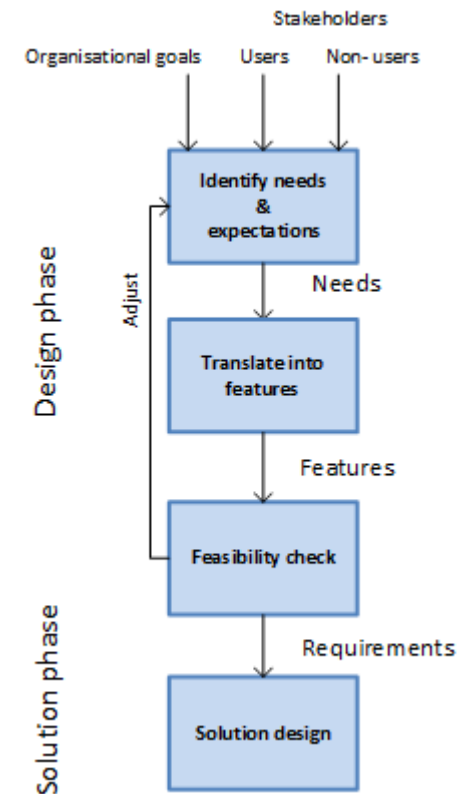 Stakeholders
Organisational goals
Users
Non- users
Identify needs
&
expectations
Needs
Design phase
Adjust
Translate into
features
Features
Feasibility check
Requirements
Solution phase
Solution design